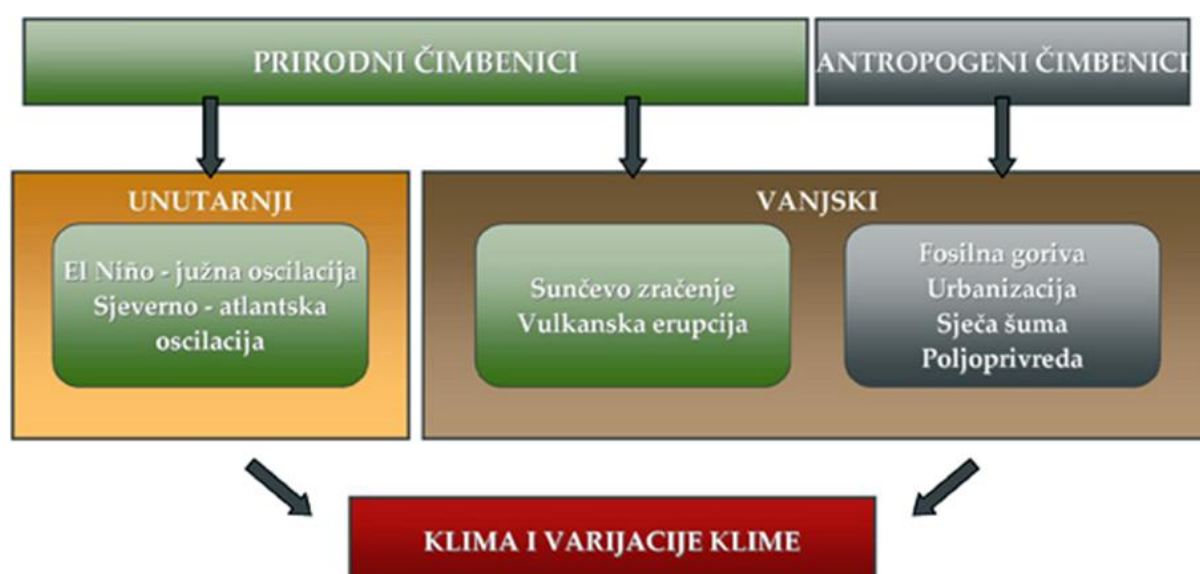 PRIRODNI ČIMBENICI
ANTROPOGENI ČIMBENICI
UNUTARNJI
El Niño - južna oscilacija
Sjeverno - atlantska
oscilacija
VANJSKI
Sunčevo zračenje
Vulkanska erupcija
Fosilna goriva
Urbanizacija
Sječa šuma
Poljoprivreda
KLIMA I VARIJACIJE KLIME